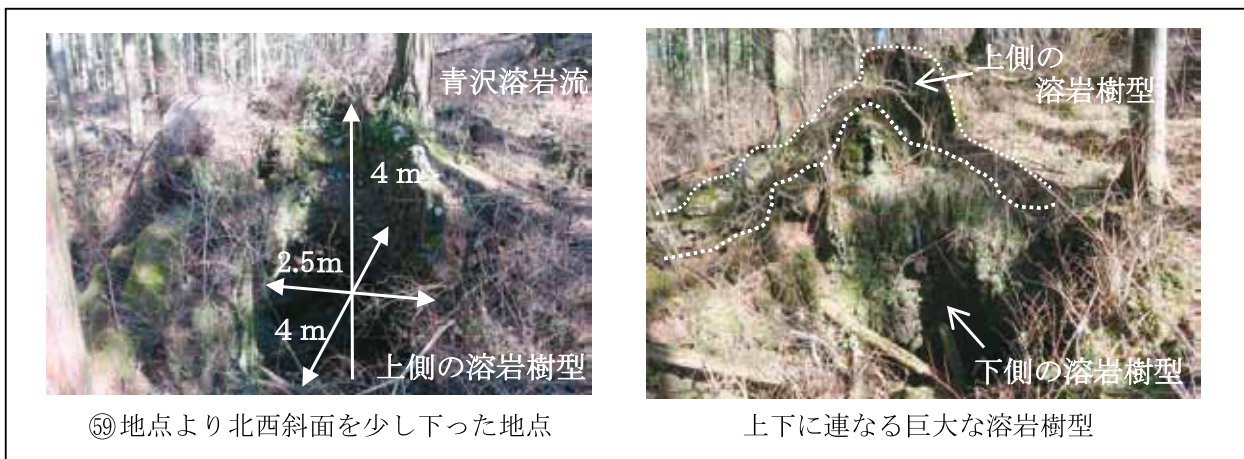 青沢溶岩流
4 m
2.5m
4 m
上側の溶岩樹型
㊾地点より北西斜面を少し下った地点
上側の
溶岩樹型
下側の溶岩樹型
上下に連なる巨大な溶岩樹型